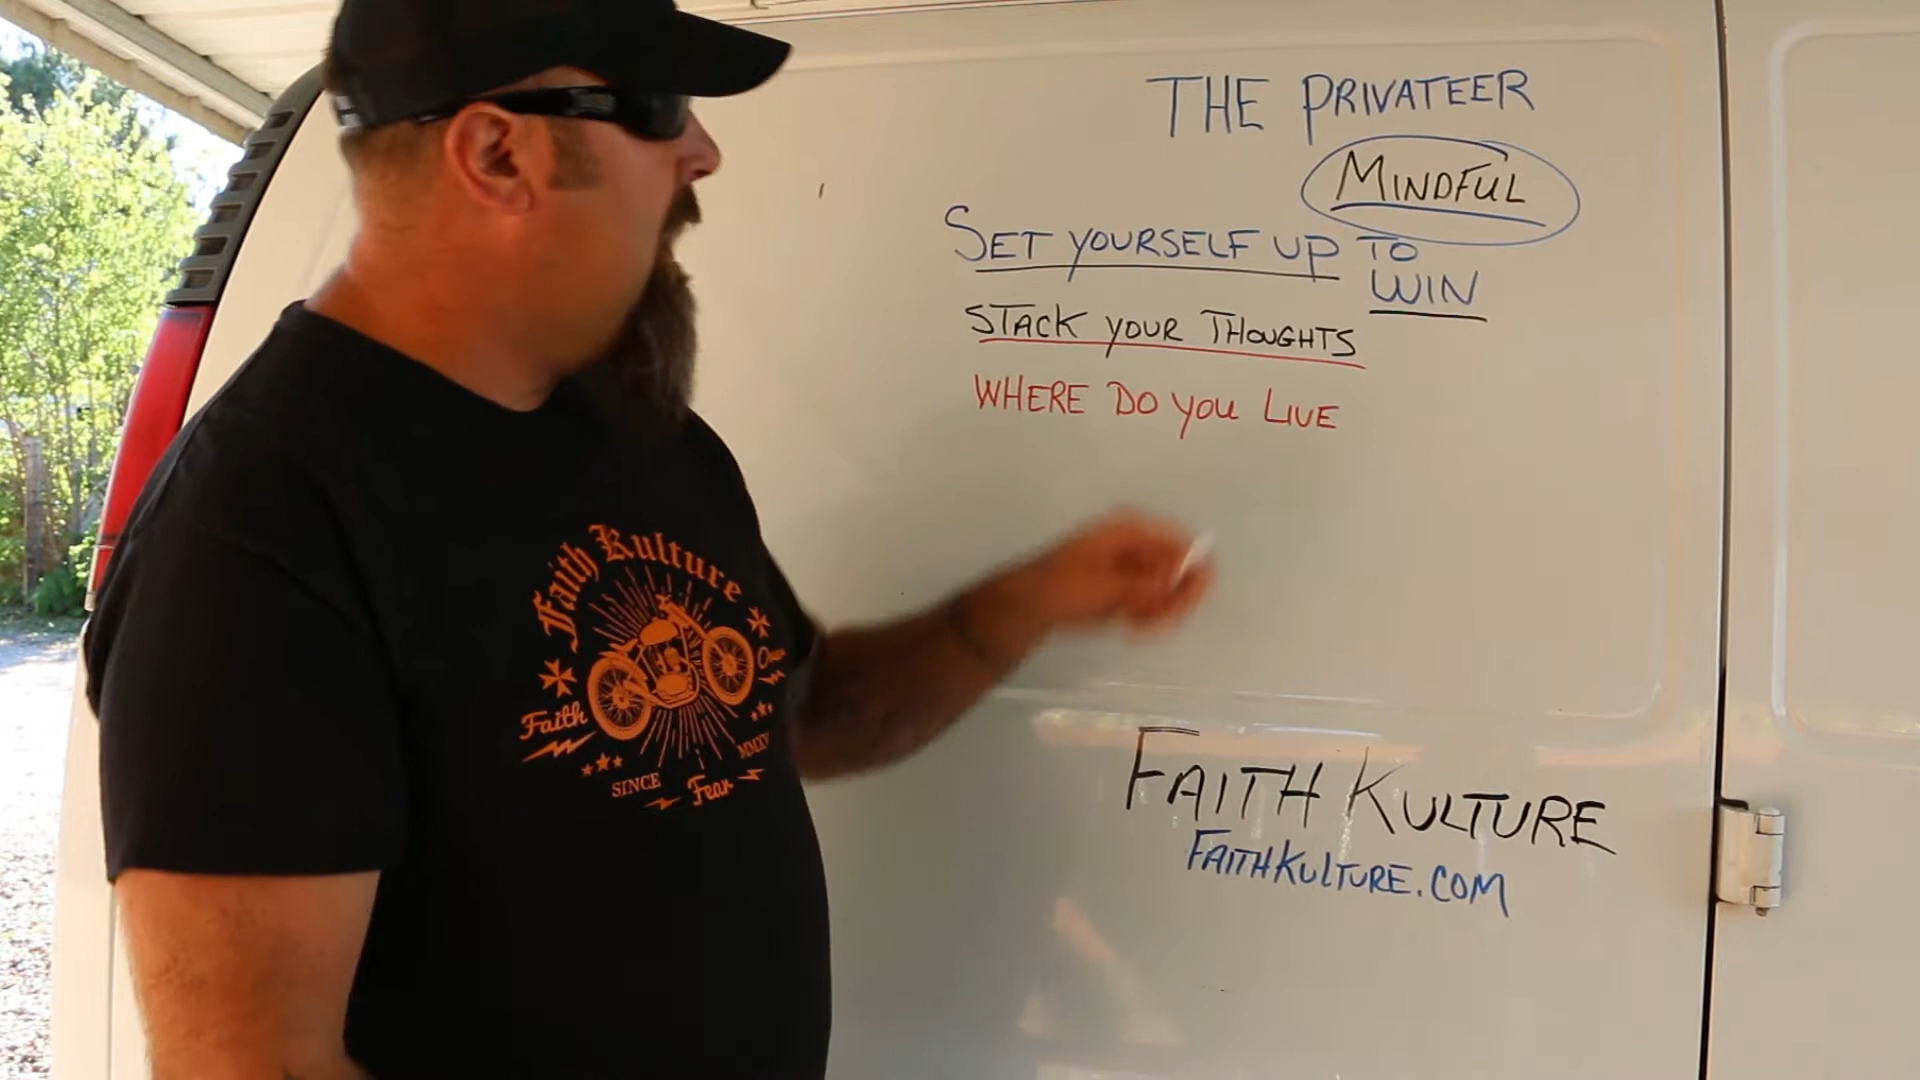 THE PRIVATEER
MINDFUL
SET YOURSELF UP TO
WIN
STACK YOUR THOUGHTS
WHERE DO YOU LIVE
FAITH KULTURE
FAITHKULTURE.COM
Faith Kulture
Faith
SINCE
MMXV
Fear